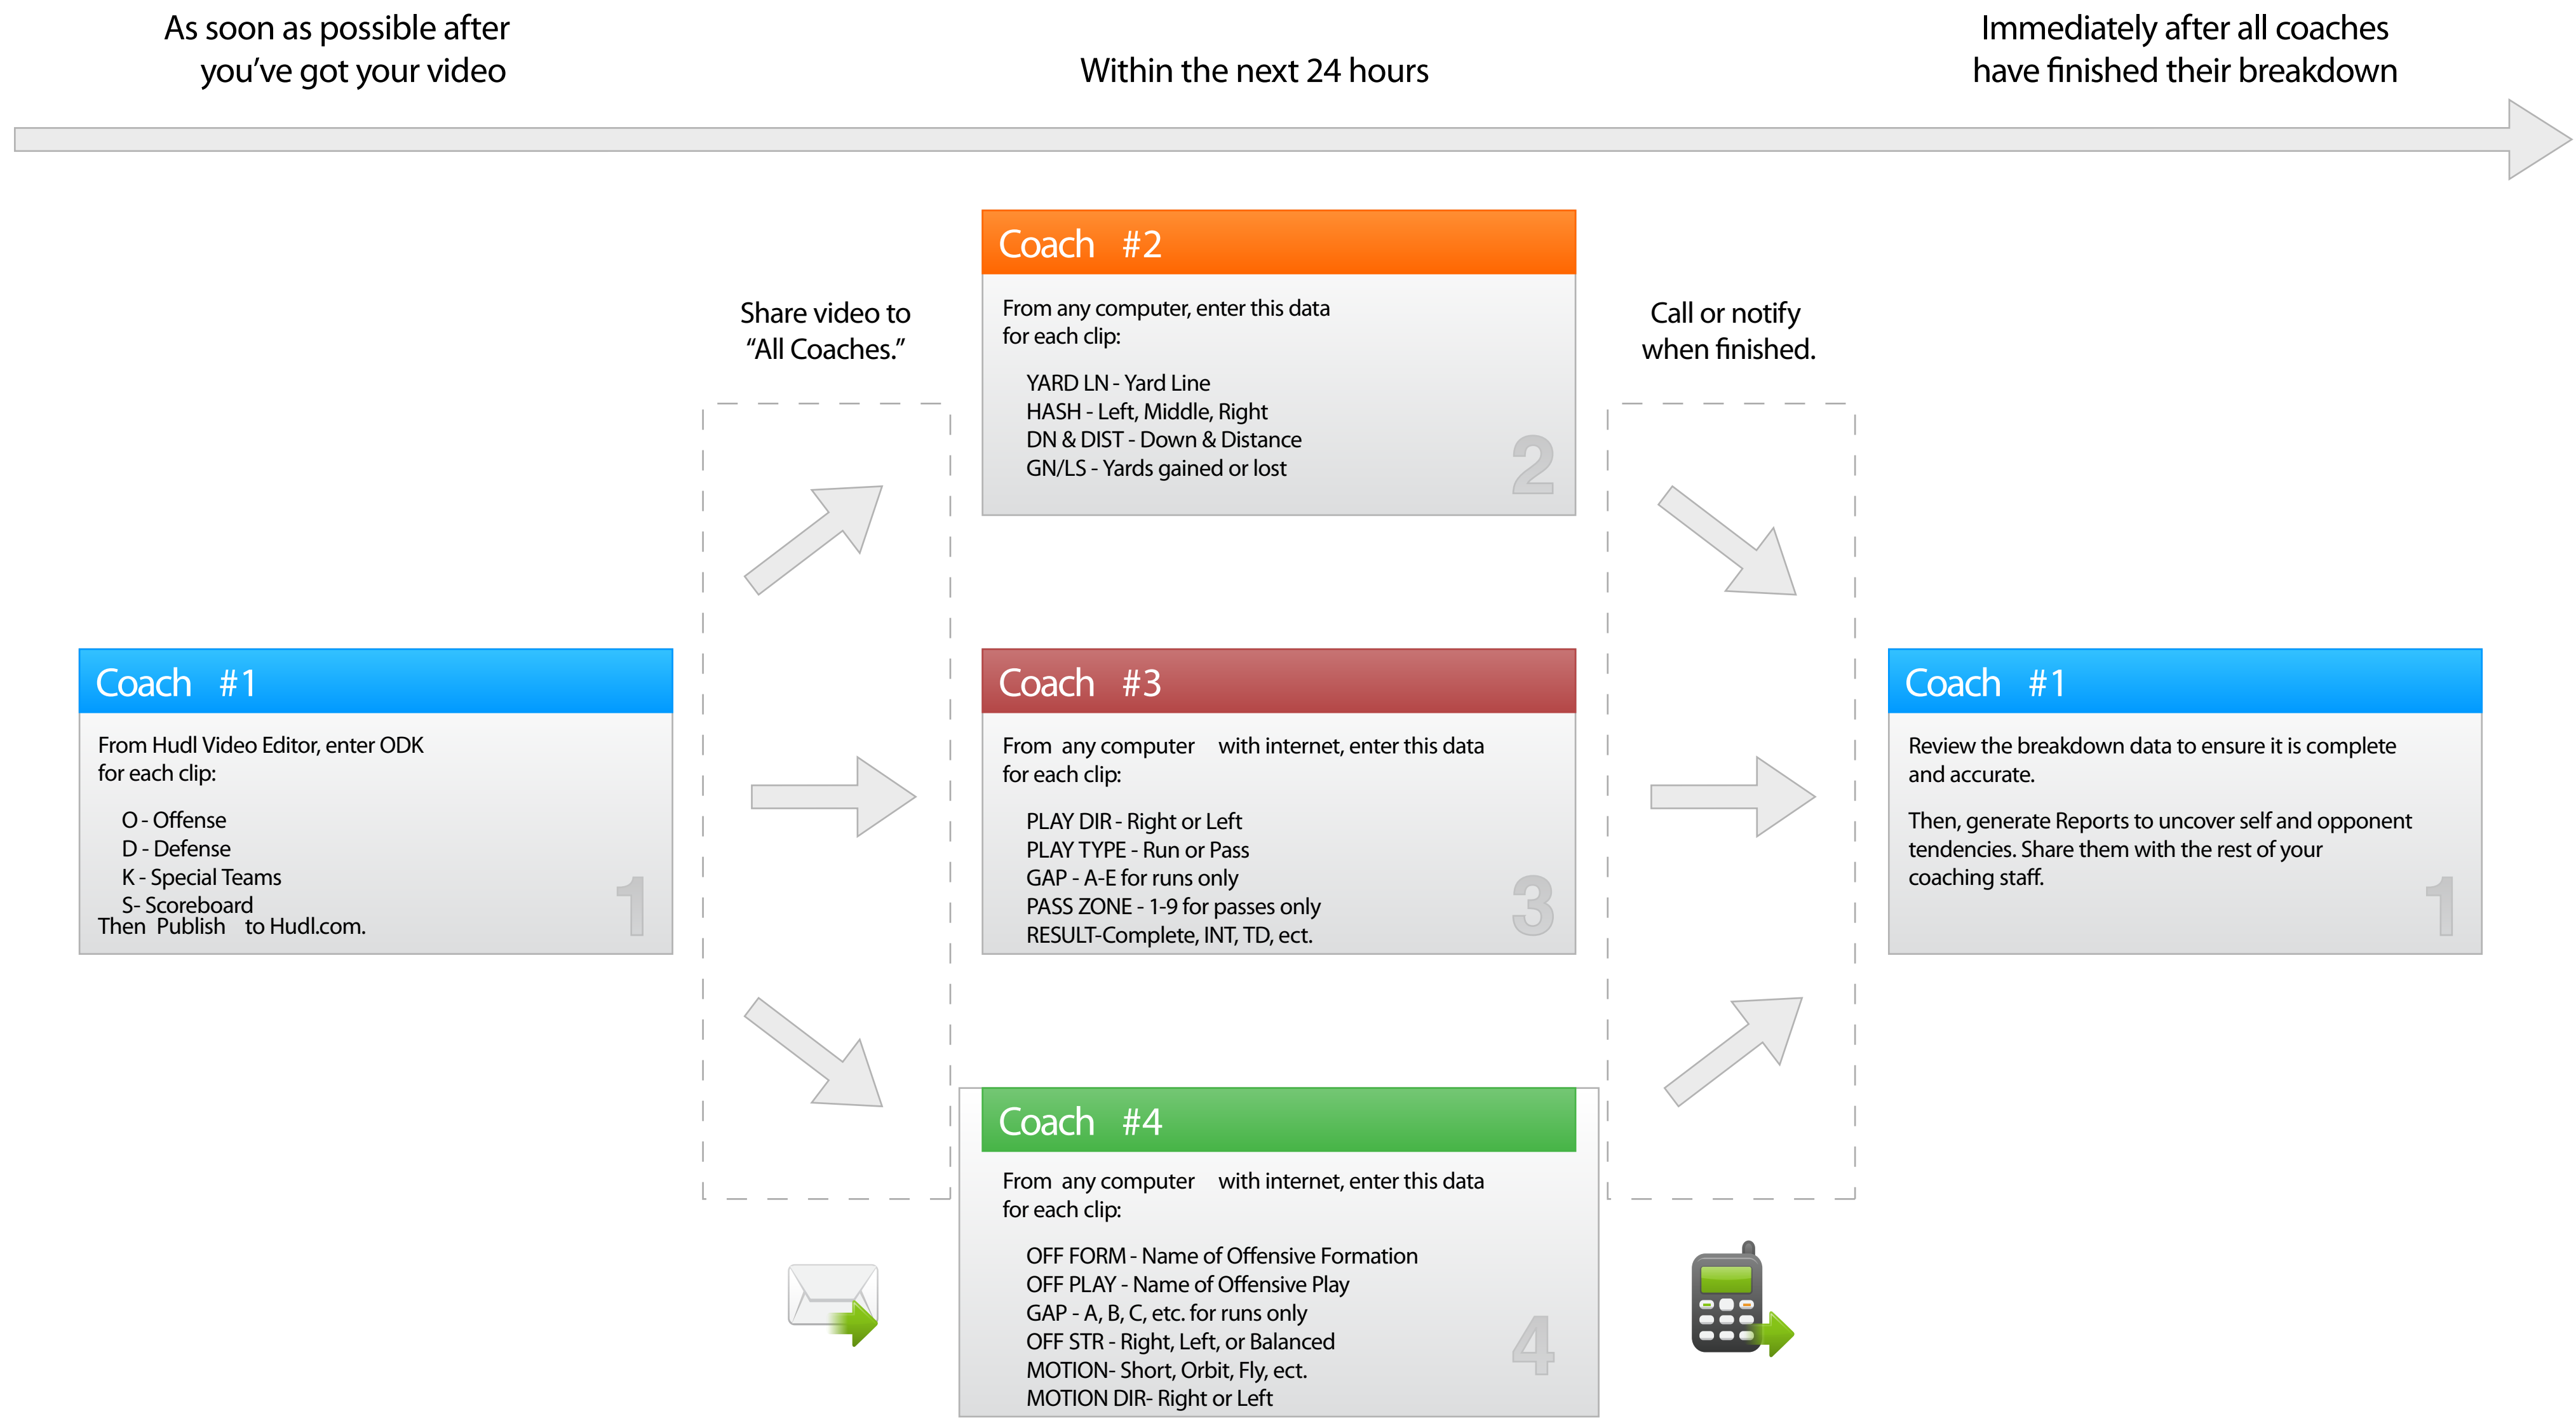 As soon as possible after
you've got your video
Within the next 24 hours
Immediately after all coaches
have finished their breakdown
Coach #1
From Hudl Video Editor, enter ODK
for each clip:
O - Offense
D - Defense
K - Special Teams
S- Scoreboard
Then Publish to Hudl.com.
1
Share video to
“All Coaches.”
Coach #2
From any computer, enter this data
for each clip:
YARD LN - Yard Line
HASH - Left, Middle, Right
DN & DIST - Down & Distance
GN/LS - Yards gained or lost
2
Coach #3
From any computer with internet, enter this data
for each clip:
PLAY DIR - Right or Left
PLAY TYPE - Run or Pass
GAP - A-E for runs only
PASS ZONE - 1-9 for passes only
RESULT-Complete, INT, TD, ect.
3
Coach #4
From any computer with internet, enter this data
for each clip:
OFF FORM - Name of Offensive Formation
OFF PLAY - Name of Offensive Play
GAP - A, B, C, etc. for runs only
OFF STR - Right, Left, or Balanced
MOTION- Short, Orbit, Fly, ect.
MOTION DIR- Right or Left
4
Call or notify
when finished.
Coach #1
Review the breakdown data to ensure it is complete
and accurate.
Then, generate Reports to uncover self and opponent
tendencies. Share them with the rest of your
coaching staff.
1